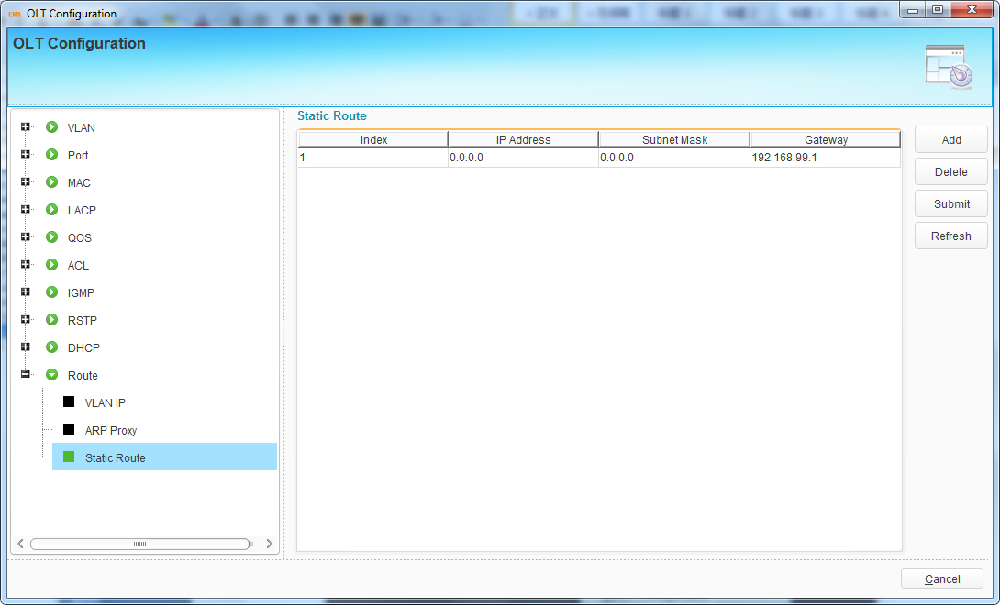 EMS OLT Configuration
OLT Configuration
VLAN
Port
MAC
LACP
QOS
ACL
IGMP
RSTP
DHCP
Route
VLAN IP
ARP Proxy
Static Route
Static Route
Index IP Address Subnet Mask Gateway
1 0.0.0.0 0.0.0.0 192.168.99.1
Add
Delete
Submit
Refresh
Cancel